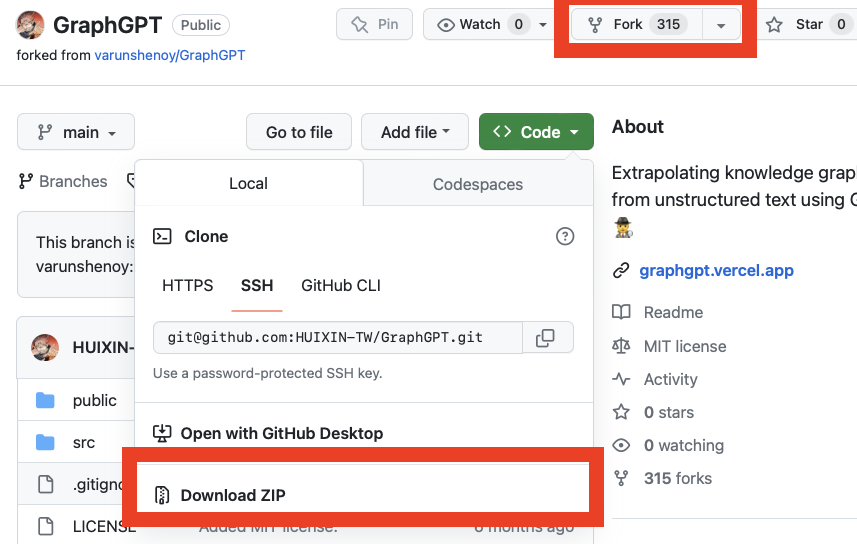 GraphGPT Public Pin Watch 0 Fork 315 Star 0
forked from varunshenoy/GraphGPT
main Go to file Add file Code
Branches
This branch is
varunshenoy:
HUIXIN-
public
src
.gitigno
LICENSE Added MIT license. 6 months ago
Local Codespaces
Clone
HTTPS SSH GitHub CLI
git@github.com:HUIXIN-TW/GraphGPT.git
Use a password-protected SSH key.
Open with GitHub Desktop
Download ZIP
About
Extrapolating knowledge grap
from unstructured text using G
graphgpt.vercel.app
Readme
MIT license
Activity
0 stars
0 watching
315 forks